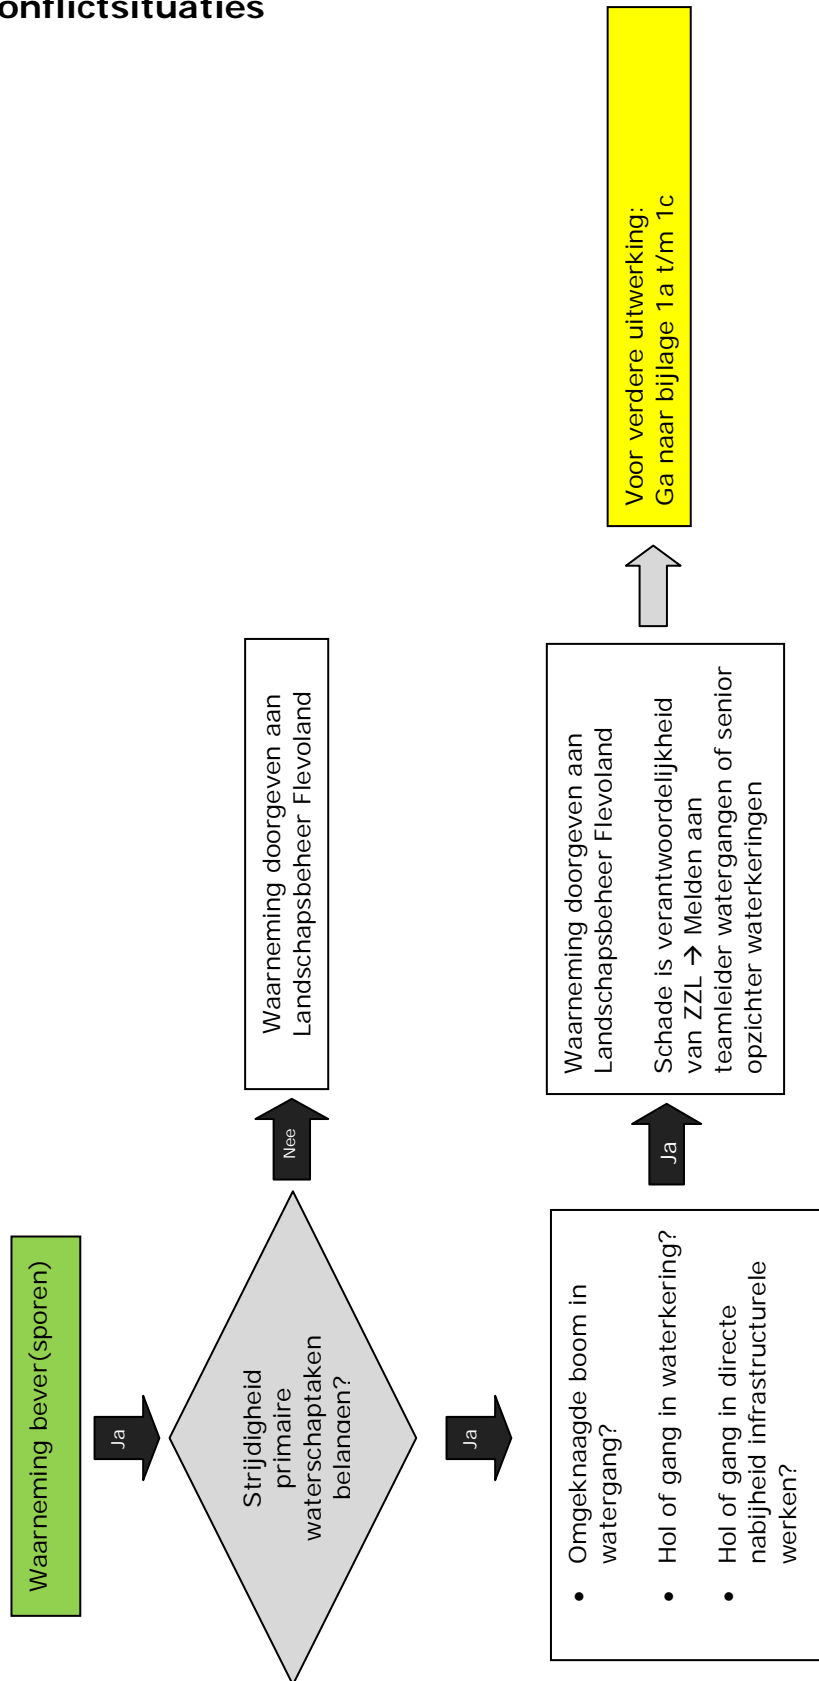 onflictsituaties
Waarneming bever(sporen)
Ja
Strijdigheid
primaire
waterschaptaken
belangen?
Nee
Waarneming doorgeven aan
Landschapsbeheer Flevoland
Ja
• Omgeknaagde boom in
watergang?
• Hol of gang in waterkering?
• Hol of gang in directe
nabijheid infrastructurele
werken?
Ja
Waarneming doorgeven aan
Landschapsbeheer Flevoland
Schade is verantwoordelijkheid
van ZZL → Melden aan
teamleider watergangen of senior
opzichter waterkeringen
Voor verdere uitwerking:
Ga naar bijlage 1a t/m 1c